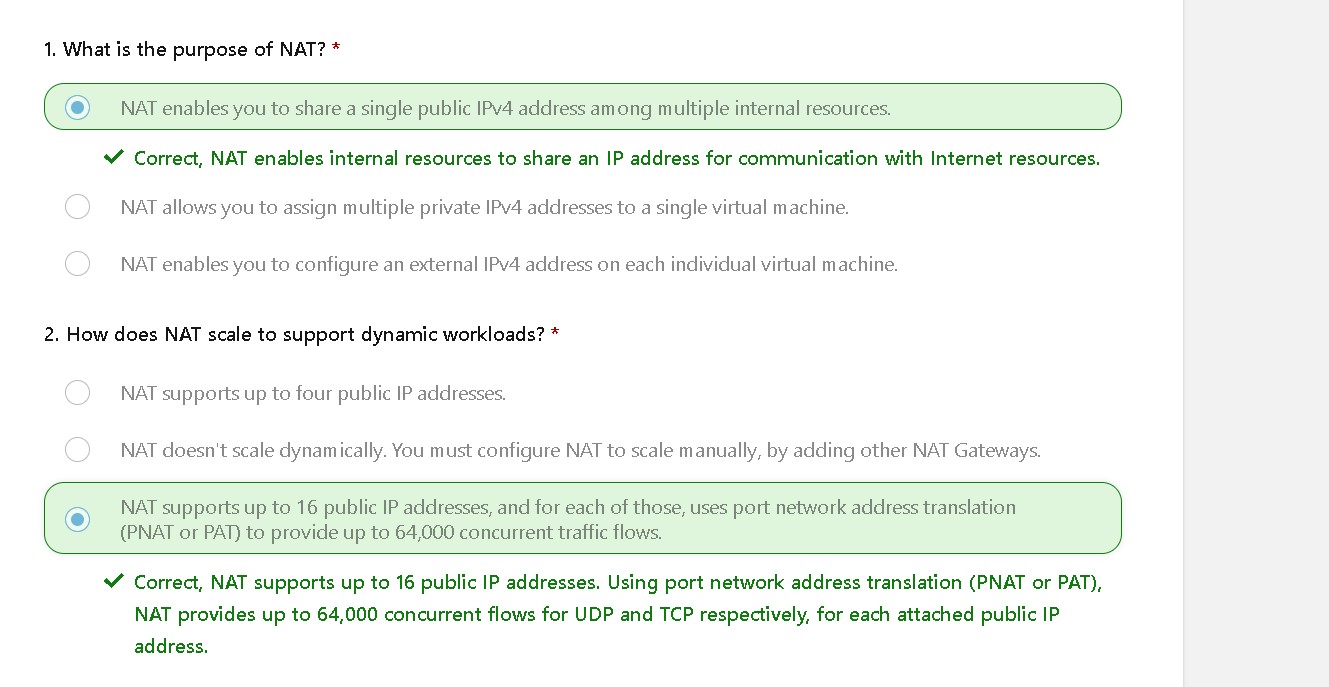 1. What is the purpose of NAT? *
NAT enables you to share a single public IPv4 address among multiple internal resources.
Correct, NAT enables internal resources to share an IP address for communication with Internet resources.
NAT allows you to assign multiple private IPv4 addresses to a single virtual machine.
NAT enables you to configure an external IPv4 address on each individual virtual machine.
2. How does NAT scale to support dynamic workloads? *
NAT supports up to four public IP addresses.
NAT doesn't scale dynamically. You must configure NAT to scale manually, by adding other NAT Gateways.
NAT supports up to 16 public IP addresses, and for each of those, uses port network address translation
(PNAT or PAT) to provide up to 64,000 concurrent traffic flows.
Correct, NAT supports up to 16 public IP addresses. Using port network address translation (PNAT or PAT),
NAT provides up to 64,000 concurrent flows for UDP and TCP respectively, for each attached public IP
address.